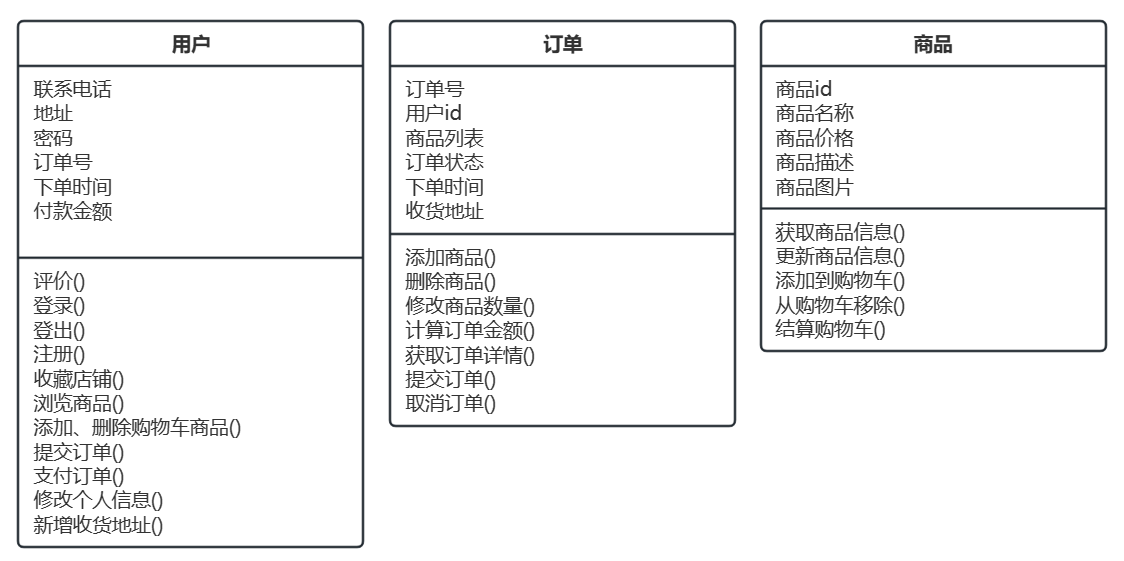 用户
联系电话
地址
密码
订单号
下单时间
付款金额
评价()
登录()
登出()
注册()
收藏店铺()
浏览商品()
添加、删除购物车商品()
提交订单()
支付订单()
修改个人信息()
新增收货地址()
订单
订单号
用户id
商品列表
订单状态
下单时间
收货地址
添加商品()
删除商品()
修改商品数量()
计算订单金额()
获取订单详情()
提交订单()
取消订单()
商品
商品id
商品名称
商品价格
商品描述
商品图片
获取商品信息()
更新商品信息()
添加到购物车()
从购物车移除()
结算购物车()